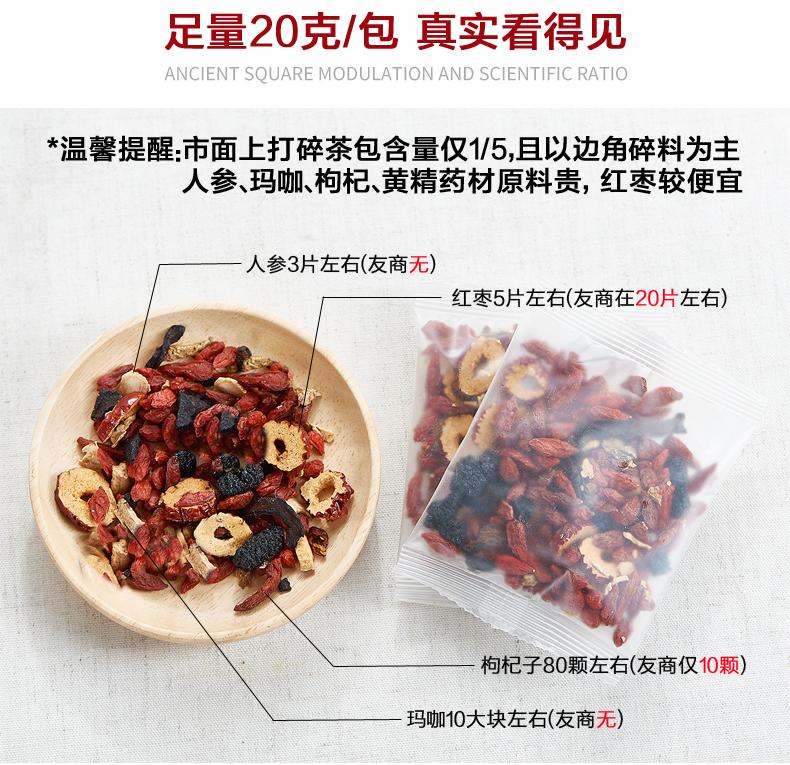 足量20克/包 真实看得见
ANCIENT SQUARE MODULATION AND SCIENTIFIC RATIO
*温馨提醒:市面上打碎茶包含量仅1/5,且以边角碎料为主
人参、玛咖、枸杞、黄精药材原料贵, 红枣较便宜
人参3片左右(友商无)
红枣5片左右(友商在20片左右)
枸杞子80颗左右(友商仅10颗)
玛咖10大块左右(友商无)